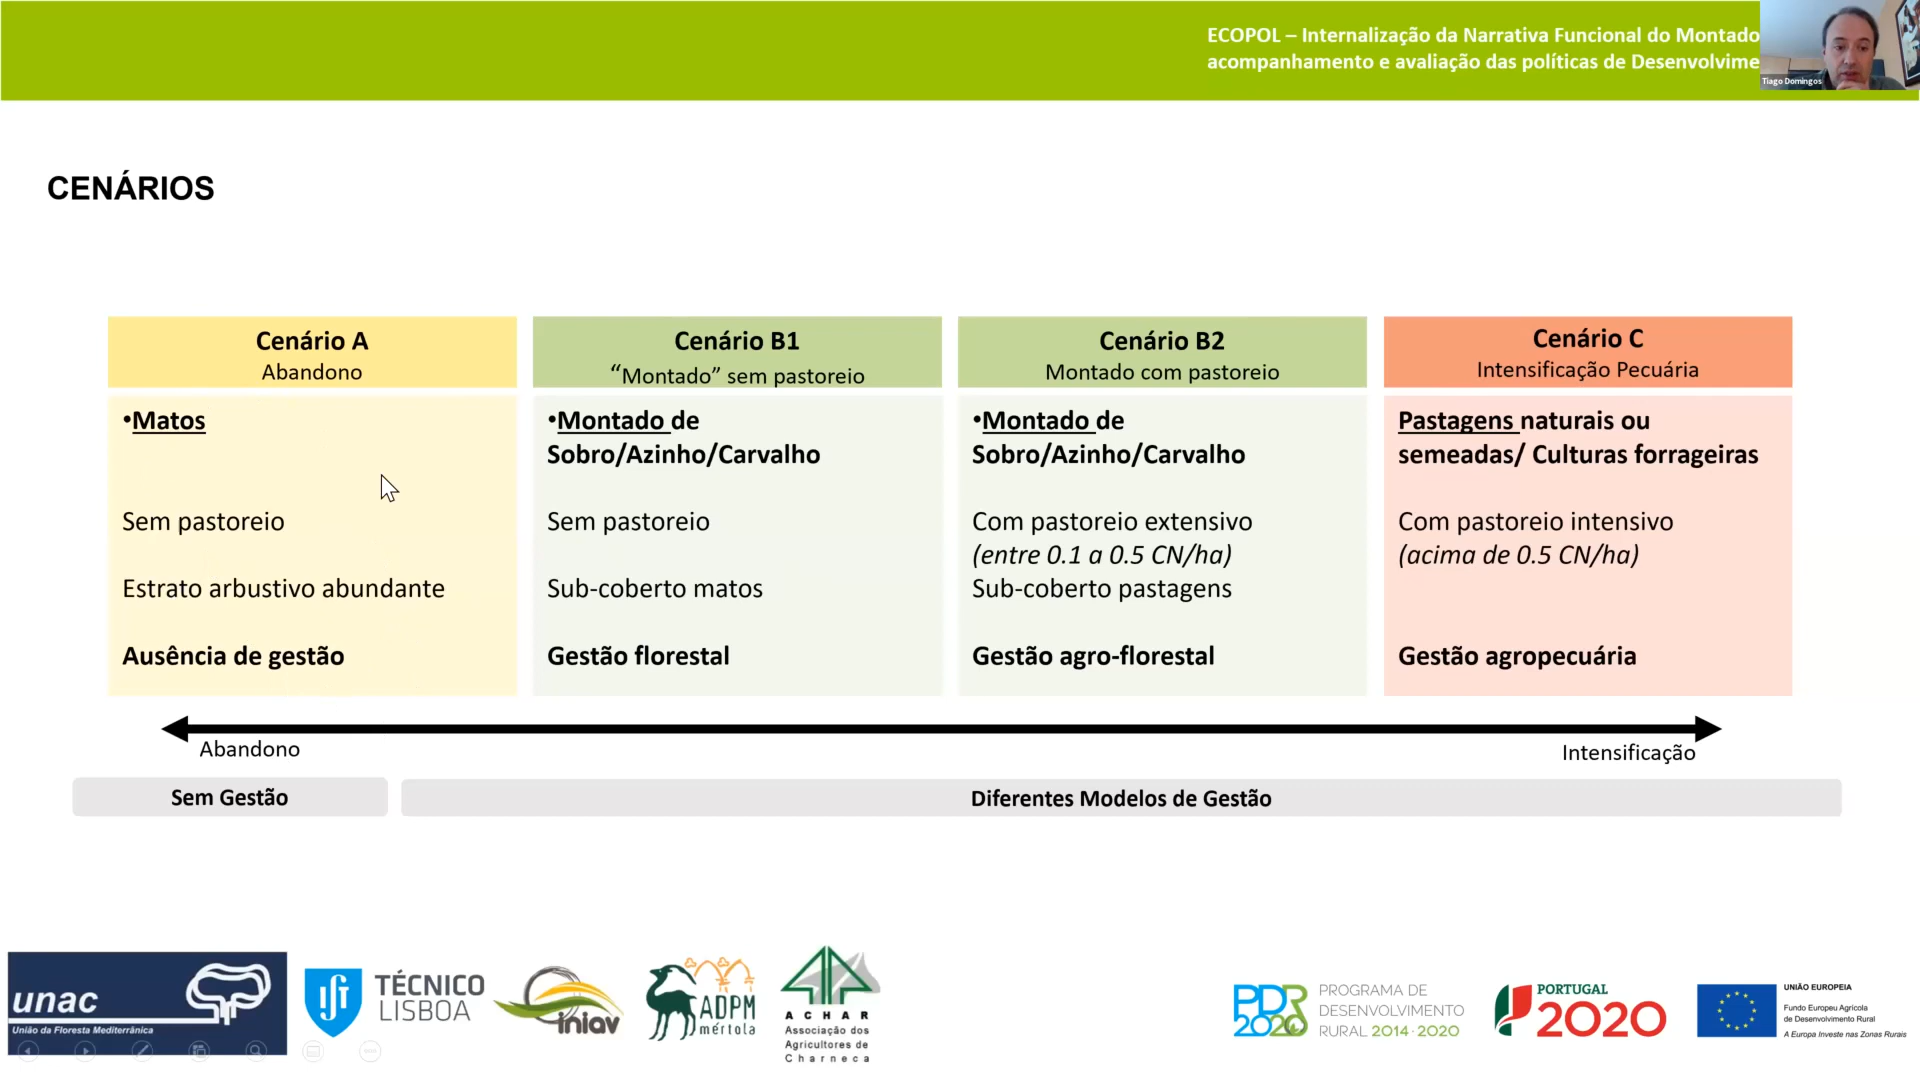 ECOPOL – Internalização da Narrativa Funcional do Montado
acompanhamento e avaliação das políticas de Desenvolvime
Tiago Domingos
CENÁRIOS
Cenário A
Abandono
•Matos
Sem pastoreio
Estrato arbustivo abundante
Ausência de gestão
Cenário B1
“Montado” sem pastoreio
•Montado de
Sobro/Azinho/Carvalho
Sem pastoreio
Sub-coberto matos
Gestão florestal
Cenário B2
Montado com pastoreio
•Montado de
Sobro/Azinho/Carvalho
Com pastoreio extensivo
(entre 0.1 a 0.5 CN/ha)
Sub-coberto pastagens
Gestão agro-florestal
Cenário C
Intensificação Pecuária
Pastagens naturais ou
semeadas/ Culturas forrageiras
Com pastoreio intensivo
(acima de 0.5 CN/ha)
Gestão agropecuária
Abandono
Intensificação
Sem Gestão
Diferentes Modelos de Gestão
unac
União da Floresta Mediterrânica
TÉCNICO
LISBOA
iniav
ADPM
mértola
ACHAR
Associação dos
Agricultores de
Charneca
PDR
2020
PROGRAMA DE
DESENVOLVIMENTO
RURAL 2014·2020
PORTUGAL
2020
UNIÃO EUROPEIA
Fundo Europeu Agrícola
de Desenvolvimento Rural
A Europa Investe nas Zonas Rurais